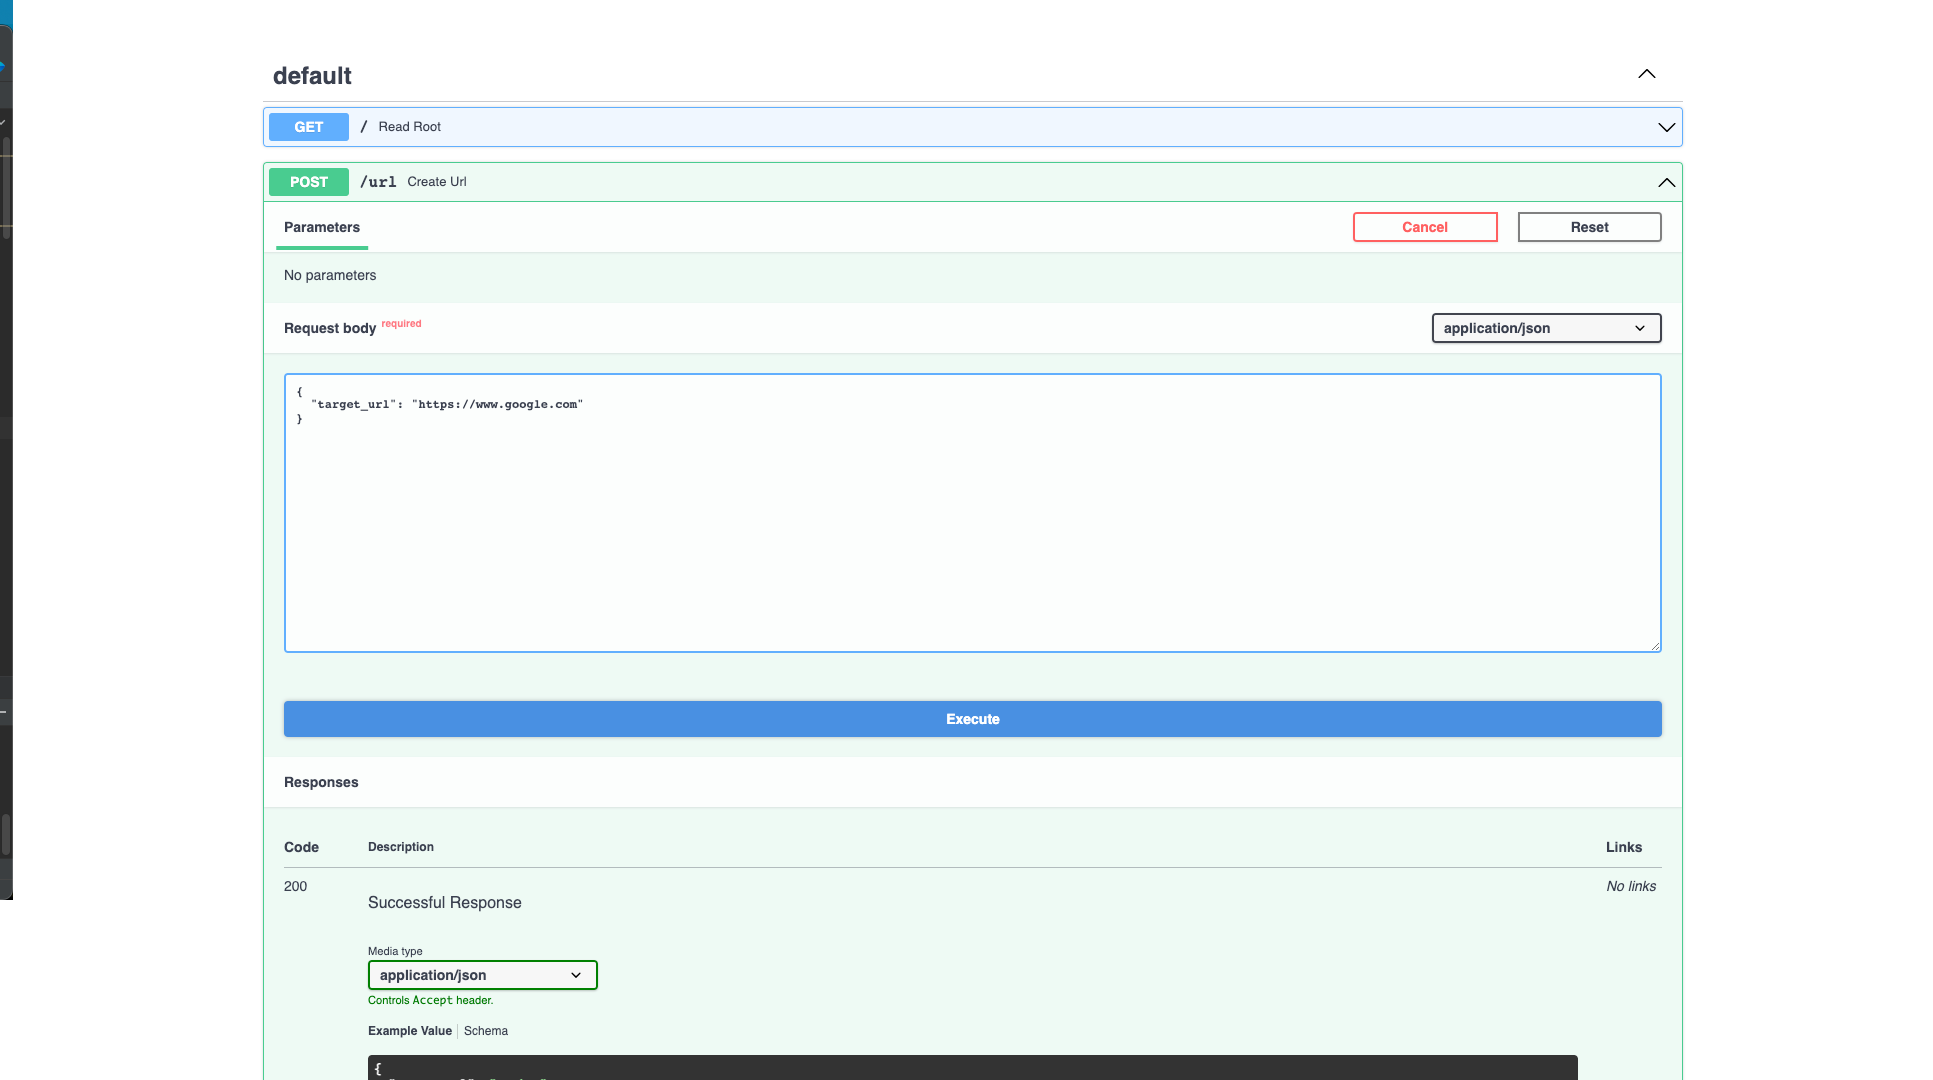 default
GET / Read Root
POST /url Create Url
Parameters
Cancel
Reset
No parameters
Request body required
application/json
{
"target_url": "https://www.google.com"
}
Execute
Responses
Code Description Links
200
Successful Response
No links
Media type
application/json
Controls Accept header.
Example Value Schema
{